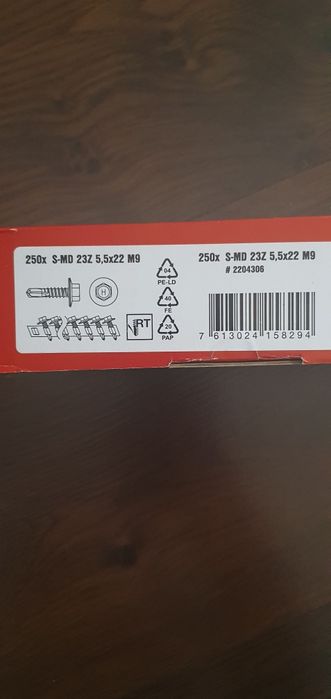 250x S-MD 23Z 5,5x22 M9
H
RT
04
PE-LD
40
FE
20
PAP
250x S-MD 23Z 5,5x22 M9
# 2204306
7 613024 158294